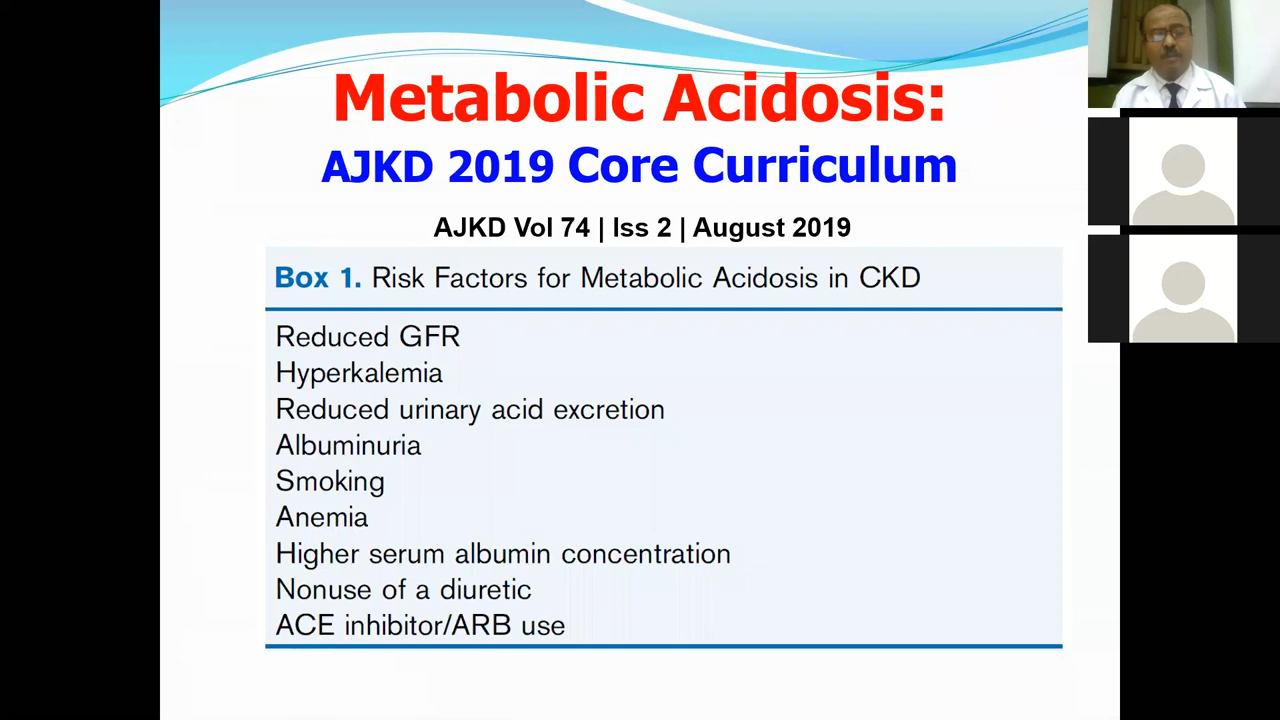 Metabolic Acidosis:
AJKD 2019 Core Curriculum
AJKD Vol 74 | Iss 2 | August 2019
Box 1. Risk Factors for Metabolic Acidosis in CKD
Reduced GFR
Hyperkalemia
Reduced urinary acid excretion
Albuminuria
Smoking
Anemia
Higher serum albumin concentration
Nonuse of a diuretic
ACE inhibitor/ARB use